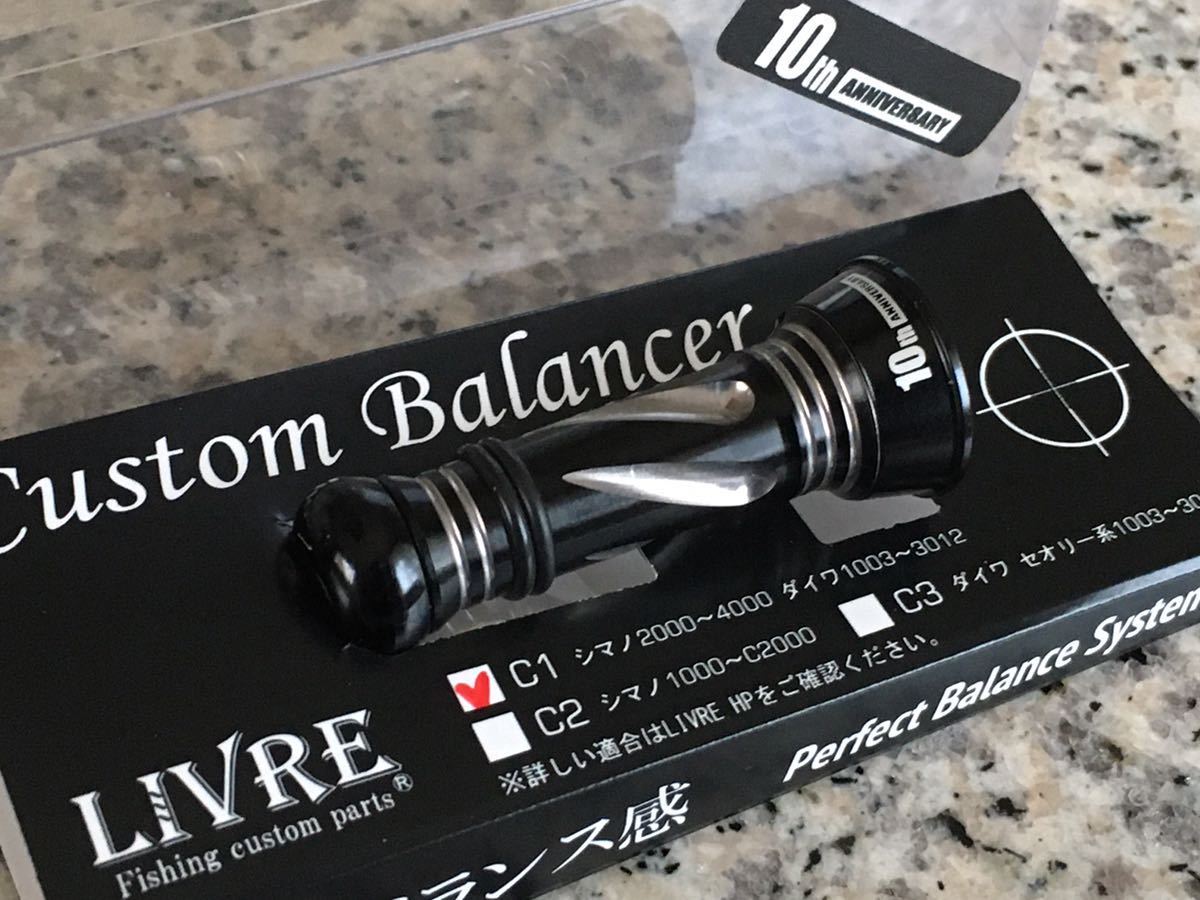 10th
ANNIVERSARY
Custom Balancer
10th
ANNIVERSARY
C1 シマノ2000～4000 ダイワ1003～3012
C2 シマノ1000～C2000
C3 ダイワ セオリー系1003～30
※詳しい適合はLIVRE HPをご確認ください。
LIVRE
Fishing custom parts®
Perfect Balance System
ランス感